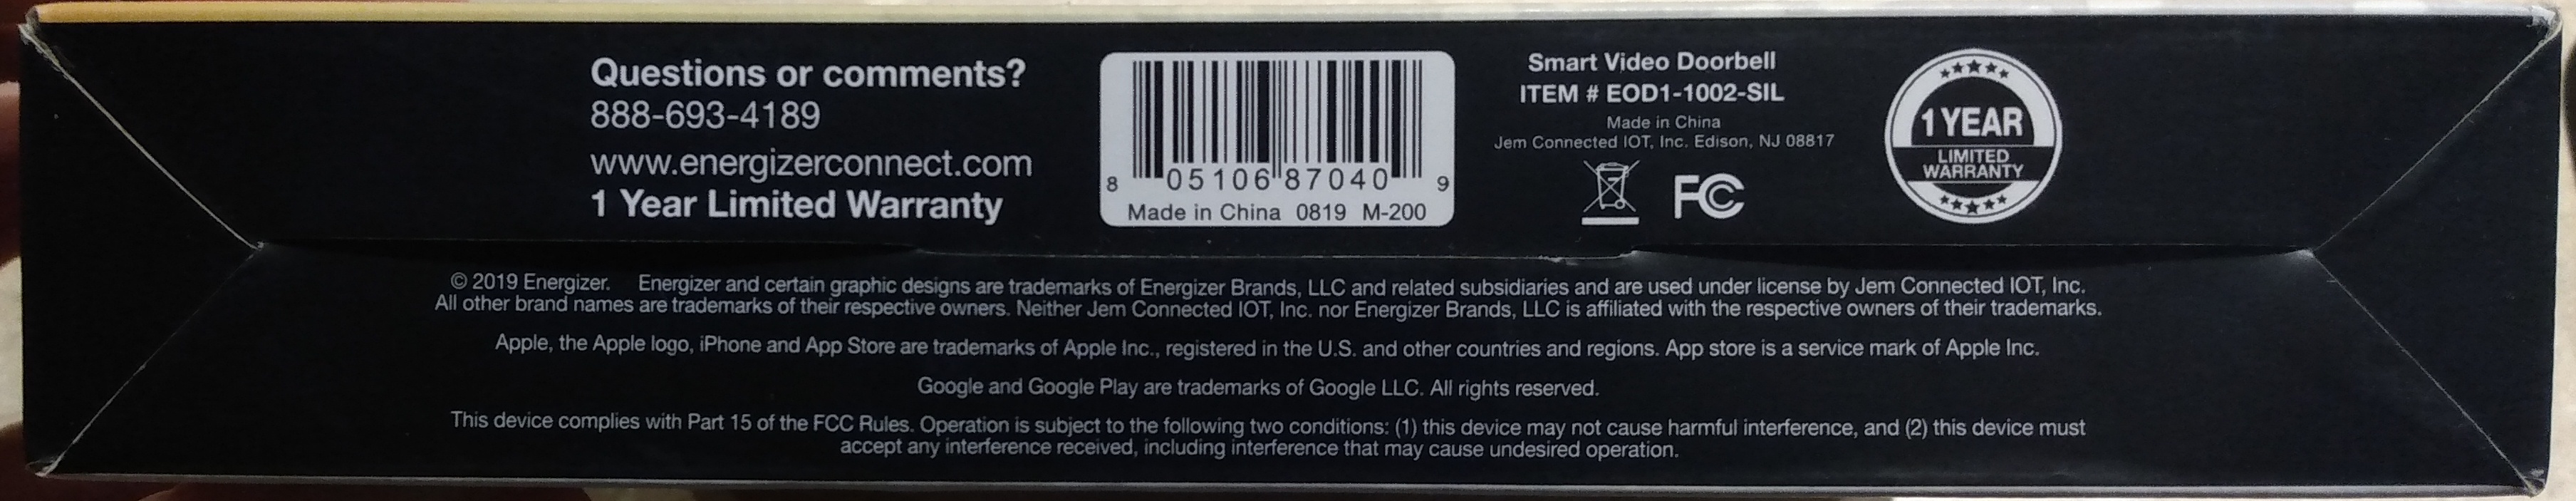 Questions or comments?
888-693-4189
www.energizerconnect.com
1 Year Limited Warranty
8 05106 87040 9
Made in China 0819 M-200
Smart Video Doorbell
ITEM # EOD1-1002-SIL
Made in China
Jem Connected IOT, Inc. Edison, NJ 08817
FC
1 YEAR
LIMITED
WARRANTY
© 2019 Energizer. Energizer and certain graphic designs are trademarks of Energizer Brands, LLC and related subsidiaries and are used under license by Jem Connected IOT, Inc.
All other brand names are trademarks of their respective owners. Neither Jem Connected IOT, Inc. nor Energizer Brands, LLC is affiliated with the respective owners of their trademarks.
Apple, the Apple logo, iPhone and App Store are trademarks of Apple Inc., registered in the U.S. and other countries and regions. App store is a service mark of Apple Inc.
Google and Google Play are trademarks of Google LLC. All rights reserved.
This device complies with Part 15 of the FCC Rules. Operation is subject to the following two conditions: (1) this device may not cause harmful interference, and (2) this device must
accept any interference received, including interference that may cause undesired operation.